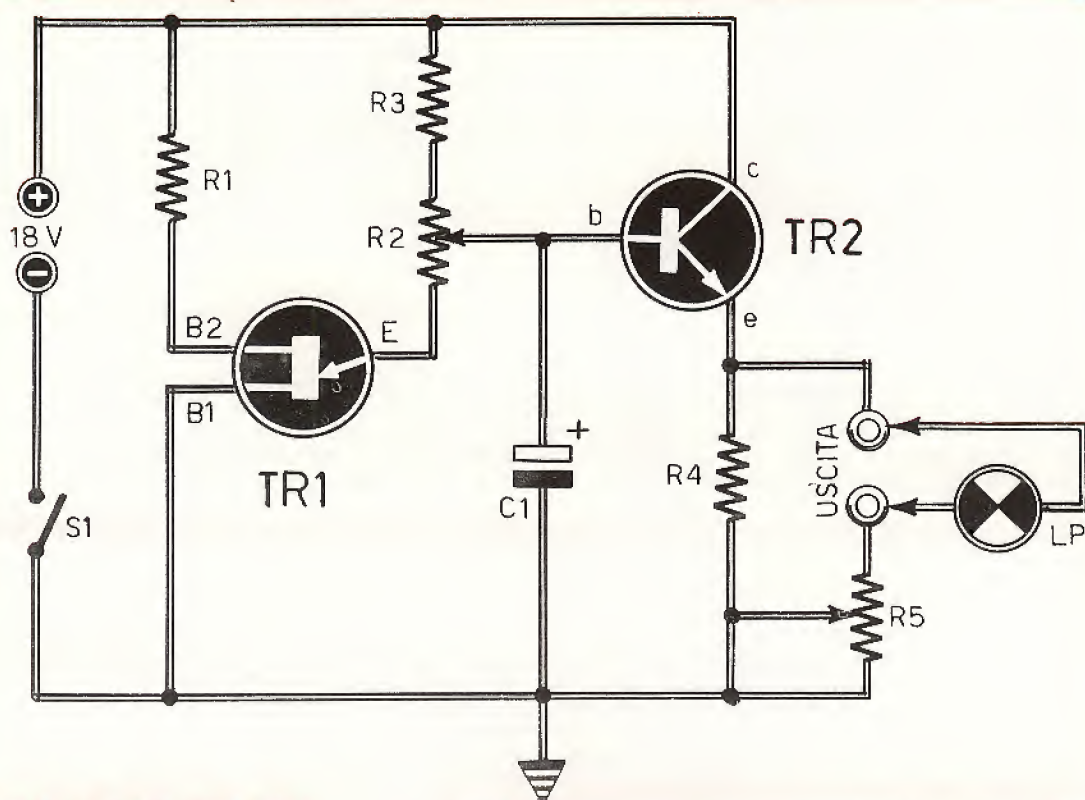 R3
R1
c
+
18 V
−
R2
b
TR2
B2
E
e
B1
TR1
+
C1
R4
USCITA
S1
LP
R5